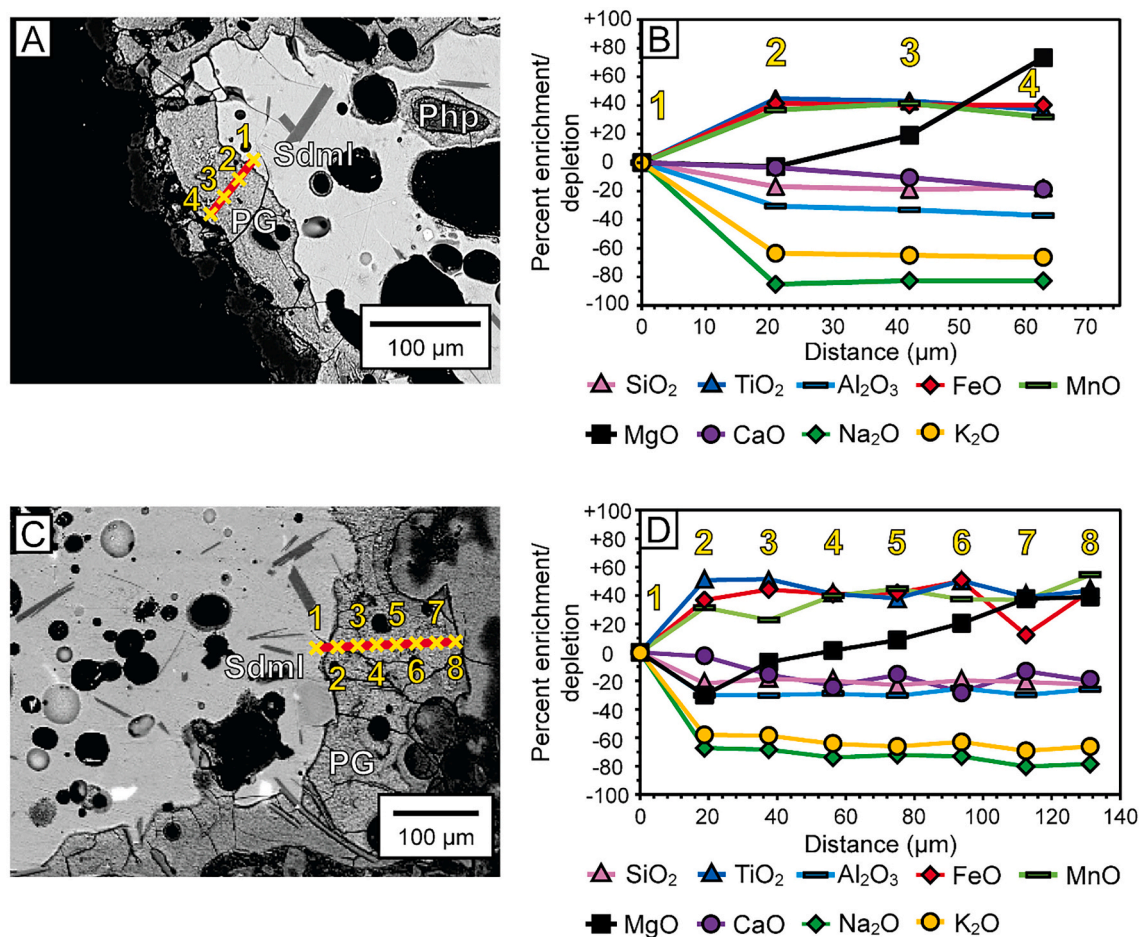 A
1
2
3
4
Sdml
Php
PG
100 µm
B
Percent enrichment/
depletion
+100
+80
+60
+40
+20
0
-20
-40
-60
-80
-100
1
2
3
4
0 10 20 30 40 50 60 70
Distance (µm)
SiO₂ TiO₂ Al₂O₃ FeO MnO
MgO CaO Na₂O K₂O
C
1 3 5 7
2 4 6 8
Sdml
PG
100 µm
D
Percent enrichment/
depletion
+100
+80
+60
+40
+20
0
-20
-40
-60
-80
-100
1
2 3 4 5 6 7 8
0 20 40 60 80 100 120 140
Distance (µm)
SiO₂ TiO₂ Al₂O₃ FeO MnO
MgO CaO Na₂O K₂O